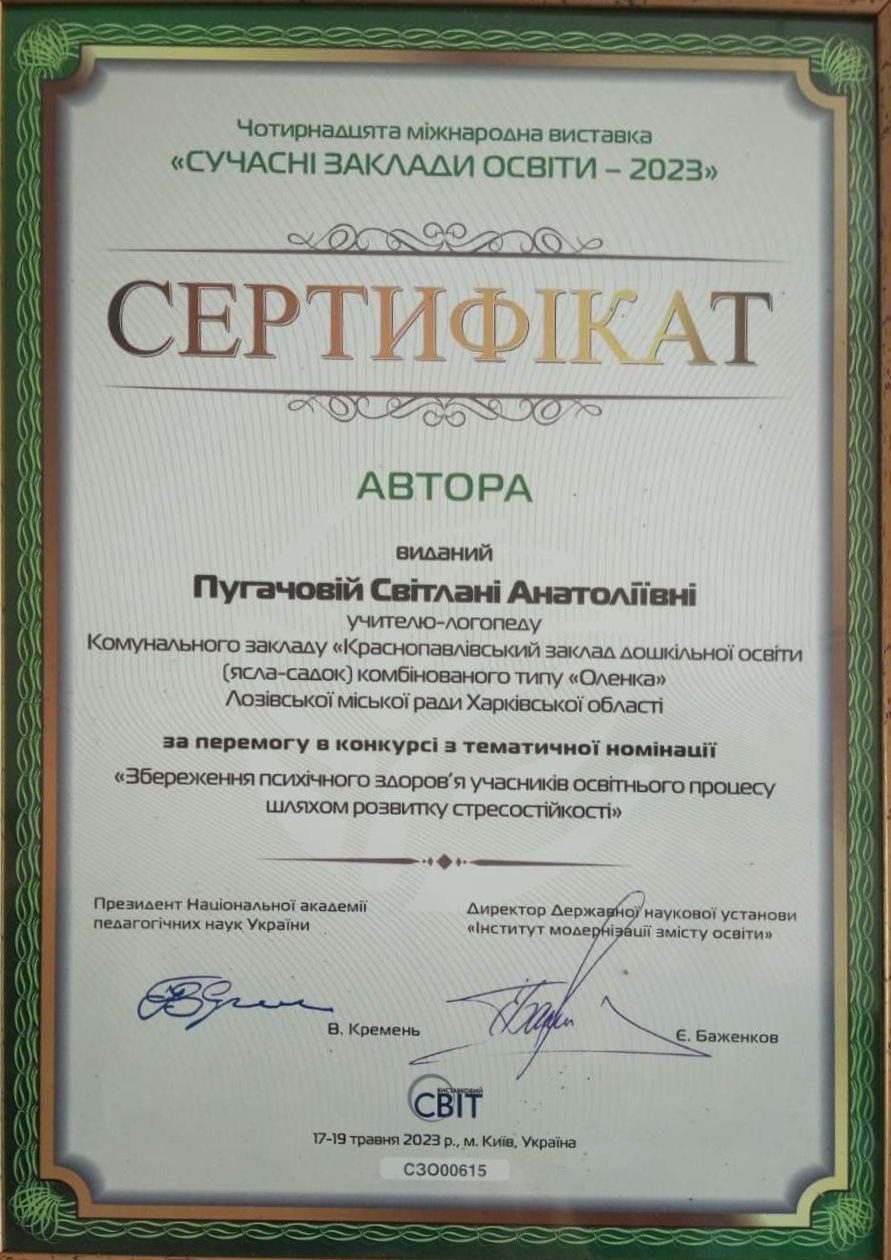 Чотирнадцята міжнародна виставка
«СУЧАСНІ ЗАКЛАДИ ОСВІТИ – 2023»
СЕРТИФІКАТ
АВТОРА
виданий
Пугачовій Світлані Анатоліївні
учителю-логопеду
Комунального закладу «Краснопавлівський заклад дошкільної освіти
(ясла-садок) комбінованого типу «Оленка»
Лозівської міської ради Харківської області
за перемогу в конкурсі з тематичної номінації
«Збереження психічного здоров’я учасників освітнього процесу
шляхом розвитку стресостійкості»
Президент Національної академії
педагогічних наук України
В. Кремень
Директор Державної наукової установи
«Інститут модернізації змісту освіти»
Є. Баженков
ВИСТАВКОВИЙ
СВІТ
17-19 травня 2023 р., м. Київ, Україна
СЗО00615